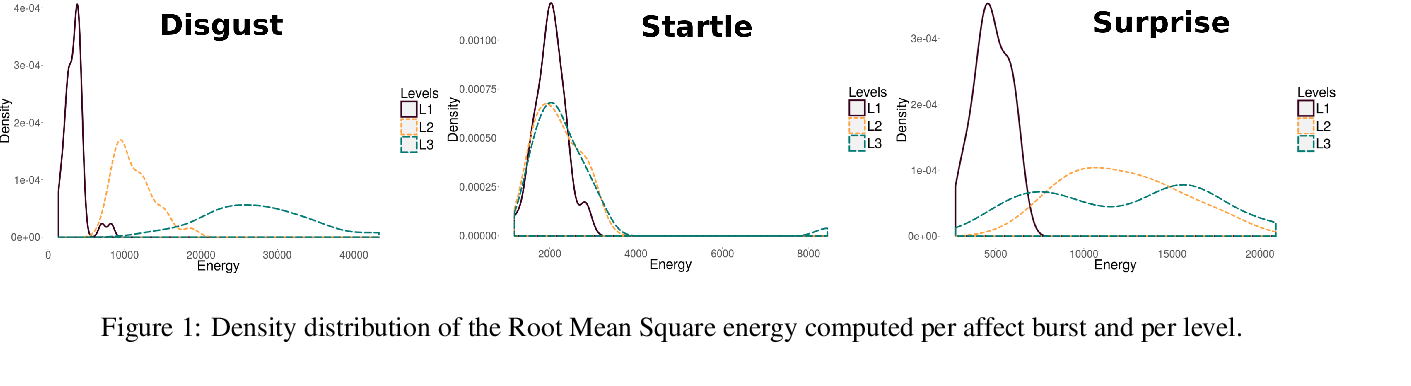 Disgust
4e-04
3e-04
2e-04
1e-04
0e+00
Density
0 10000 20000 30000 40000
Energy
Levels
L1
L2
L3
Startle
0.00100
0.00075
0.00050
0.00025
0.00000
Density
2000 4000 6000 8000
Energy
Levels
L1
L2
L3
Surprise
3e-04
2e-04
1e-04
0e+00
Density
5000 10000 15000 20000
Energy
Levels
L1
L2
L3
Figure 1: Density distribution of the Root Mean Square energy computed per affect burst and per level.